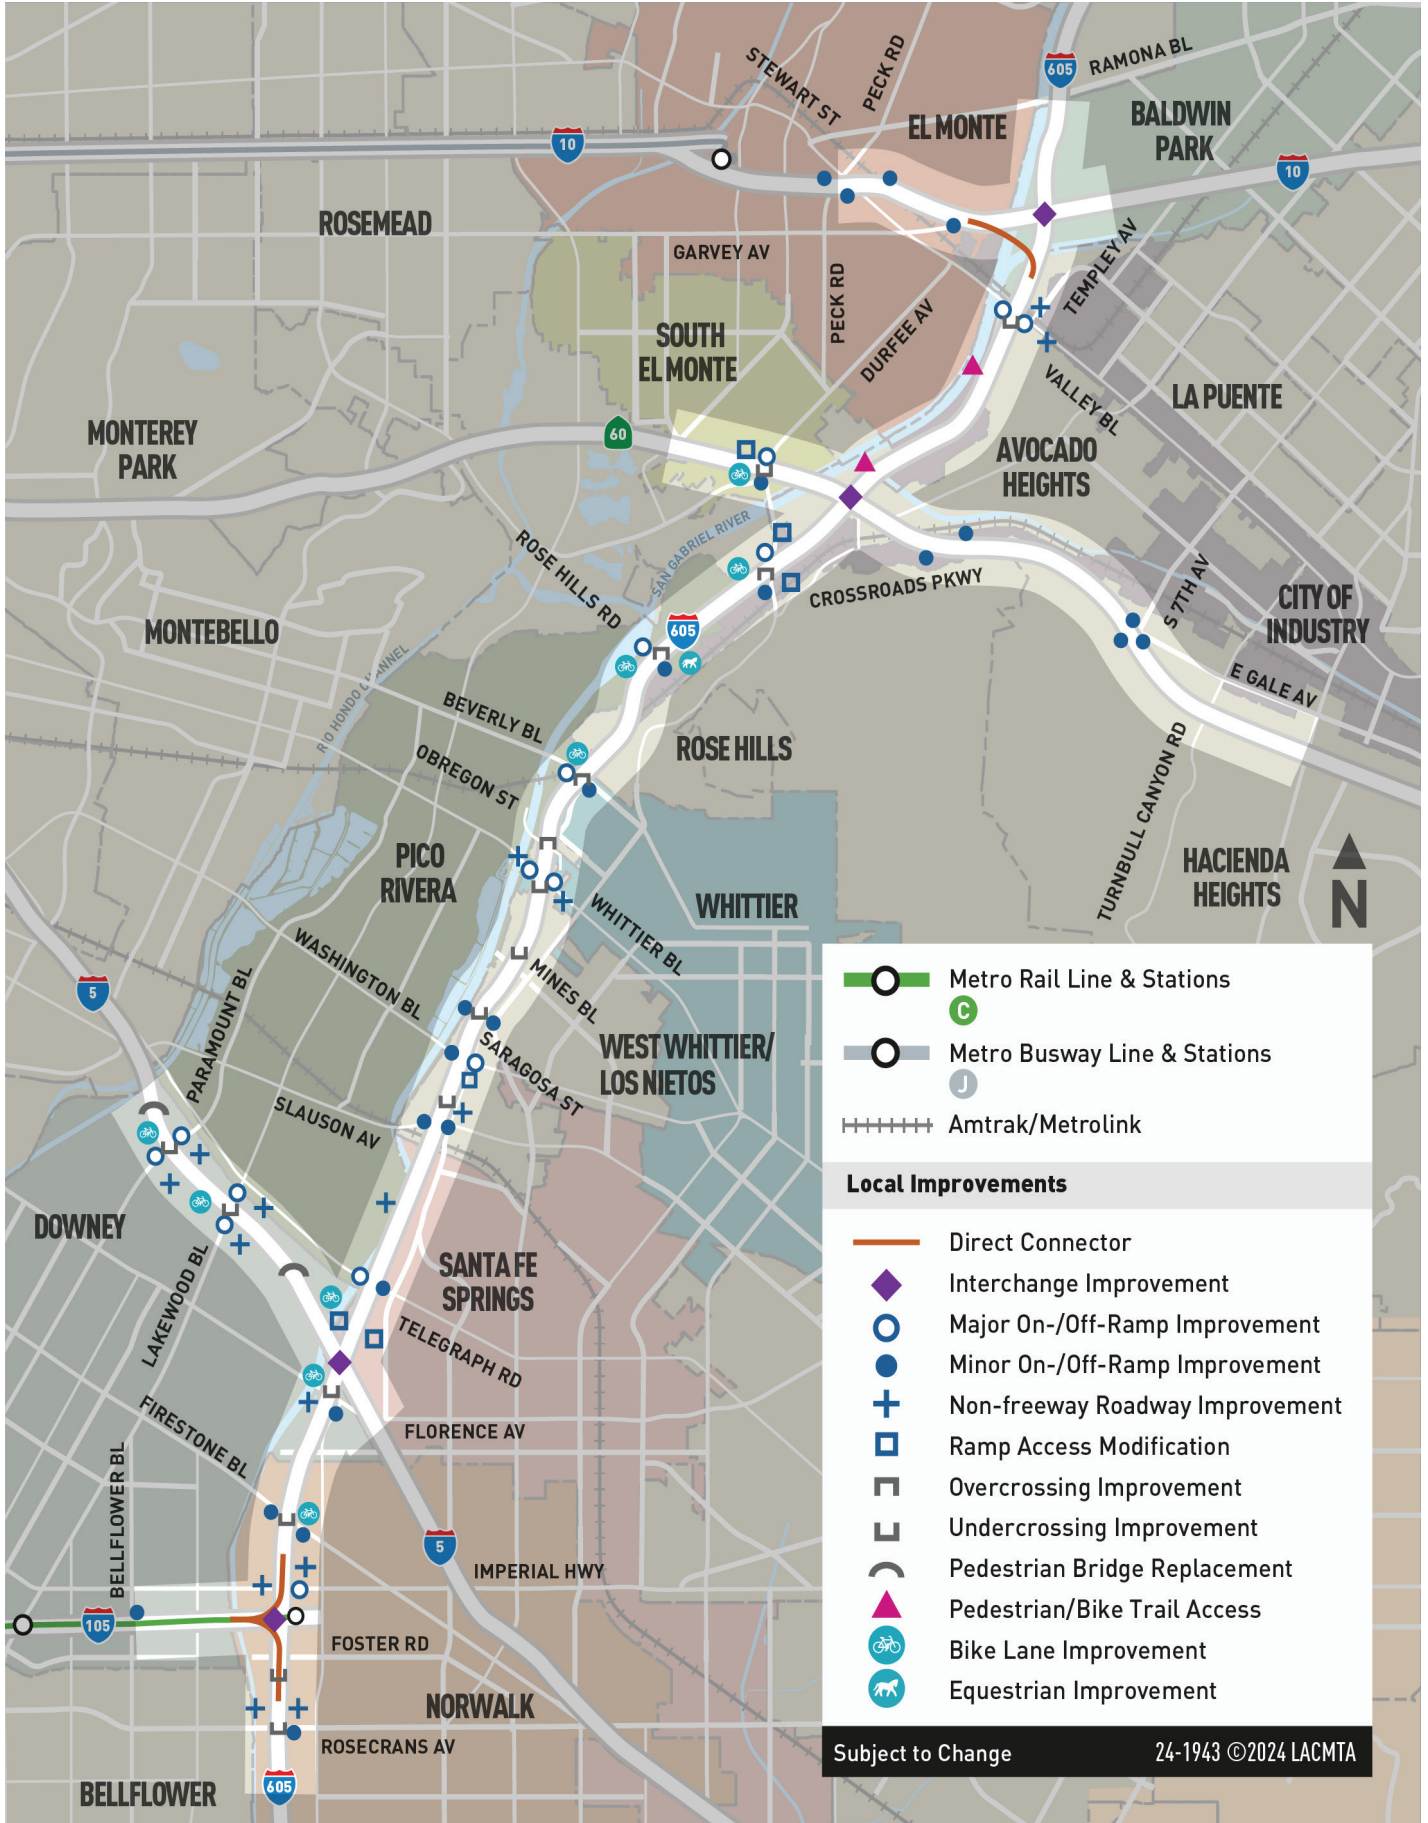 605
RAMONA BL
STEWART ST
PECK RD
EL MONTE
BALDWIN
PARK
10
10
ROSEMEAD
GARVEY AV
PECK RD
DURFEE AV
TEMPLEY AV
SOUTH
EL MONTE
VALLEY BL
LA PUENTE
MONTEREY
PARK
60
AVOCADO
HEIGHTS
SAN GABRIEL RIVER
ROSE HILLS RD
CROSSROADS PKWY
S 7TH AV
CITY OF
INDUSTRY
MONTEBELLO
605
RIO HONDO CHANNEL
E GALE AV
BEVERLY BL
ROSE HILLS
OBREGON ST
TURNBULL CANYON RD
PICO
RIVERA
HACIENDA
HEIGHTS
N
WHITTIER
WHITTIER BL
WASHINGTON BL
MINES BL
5
PARAMOUNT BL
SARAGOSA ST
WEST WHITTIER/
LOS NIETOS
SLAUSON AV
DOWNEY
LAKEWOOD BL
SANTA FE
SPRINGS
TELEGRAPH RD
FIRESTONE BL
FLORENCE AV
BELLFLOWER BL
5
IMPERIAL HWY
105
FOSTER RD
NORWALK
ROSECRANS AV
605
BELLFLOWER
Metro Rail Line & Stations
C
Metro Busway Line & Stations
J
Amtrak/Metrolink
Local Improvements
Direct Connector
Interchange Improvement
Major On-/Off-Ramp Improvement
Minor On-/Off-Ramp Improvement
Non-freeway Roadway Improvement
Ramp Access Modification
Overcrossing Improvement
Undercrossing Improvement
Pedestrian Bridge Replacement
Pedestrian/Bike Trail Access
Bike Lane Improvement
Equestrian Improvement
Subject to Change
24-1943 ©2024 LACMTA